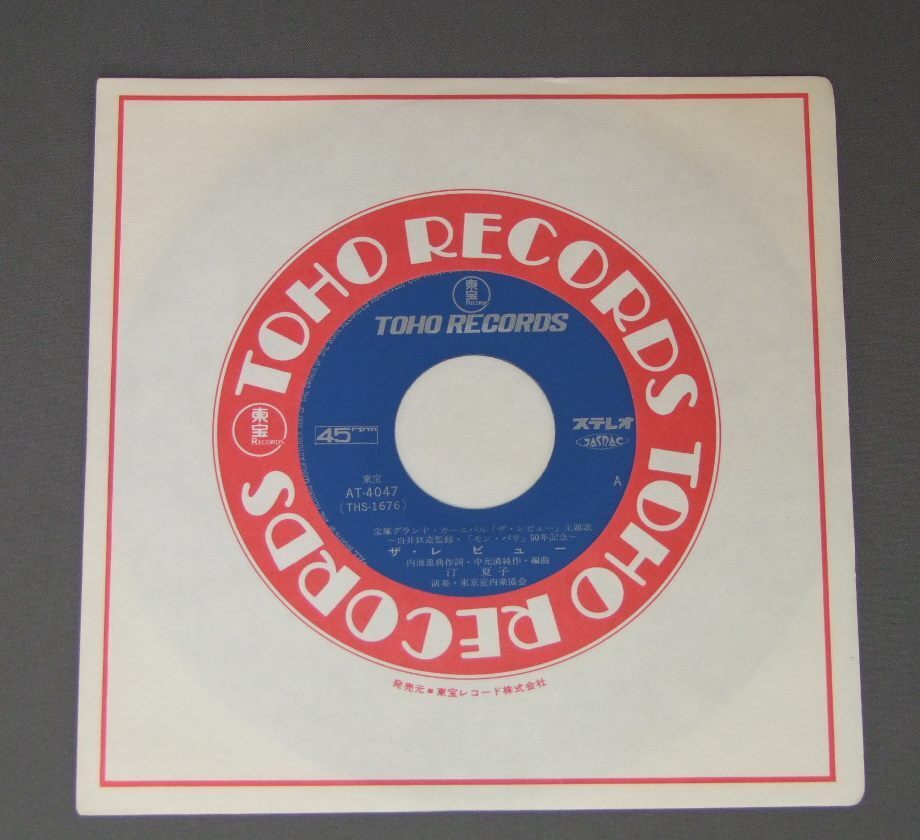 TOHO RECORDS
TOHO RECORDS
東宝
RECORDS
東宝
RECORD
TOHO RECORDS
45rpm
ステレオ
JASRAC
東宝
AT-4047
(THS-1676)
A
宝塚グランド・カーニバル「ザ・レビュー」主題歌
～白井鉄造監修・「モン・パリ」50年記念～
ザ・レビュー
内海重典作詞・中元清純作・編曲
汀 夏子
演奏・東京室内楽協会
発売元■東宝レコード株式会社